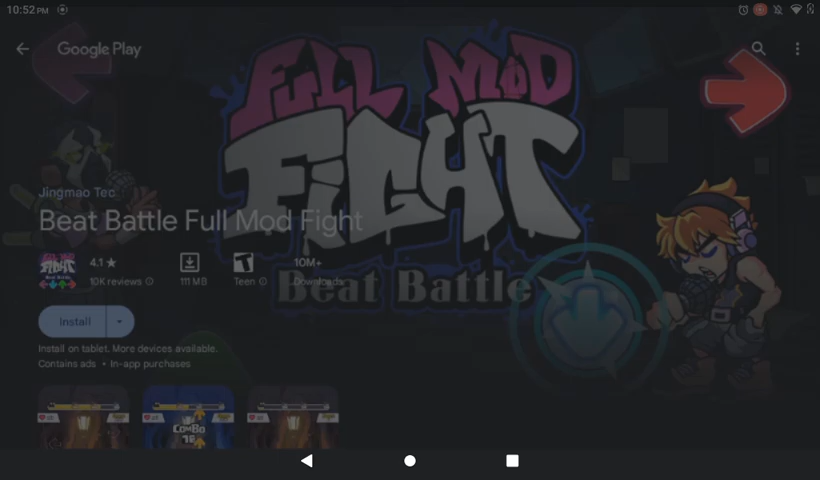 10:52 PM
Google Play
FULL MOD
FiGHT
Beat Battle
Jingmao Tec
Beat Battle Full Mod Fight
4.1 ★
10K reviews
111 MB
T
Teen
10M+
Downloads
Install
Install on tablet. More devices available.
Contains ads • In-app purchases
COMBO